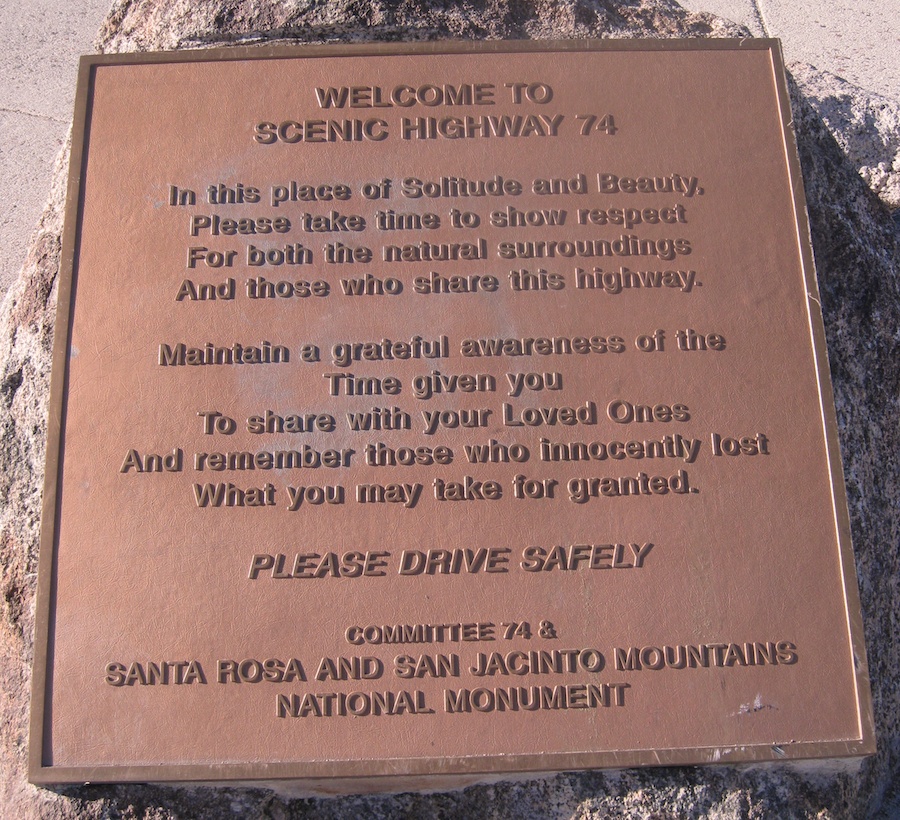 WELCOME TO
SCENIC HIGHWAY 74
In this place of Solitude and Beauty,
Please take time to show respect
For both the natural surroundings
And those who share this highway.
Maintain a grateful awareness of the
Time given you
To share with your Loved Ones
And remember those who innocently lost
What you may take for granted.
PLEASE DRIVE SAFELY
COMMITTEE 74 &
SANTA ROSA AND SAN JACINTO MOUNTAINS
NATIONAL MONUMENT